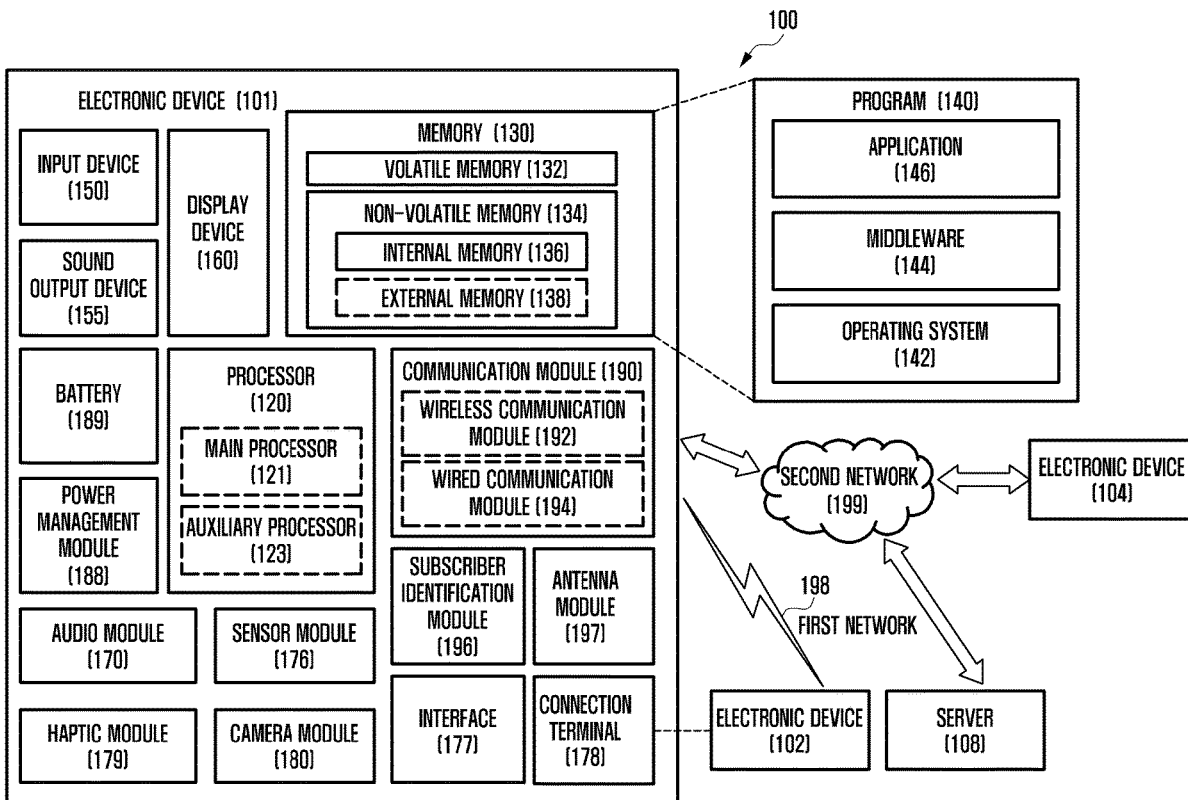 100
ELECTRONIC DEVICE (101)
INPUT DEVICE
(150)
SOUND
OUTPUT DEVICE
(155)
DISPLAY
DEVICE
(160)
MEMORY (130)
VOLATILE MEMORY (132)
NON-VOLATILE MEMORY (134)
INTERNAL MEMORY (136)
EXTERNAL MEMORY (138)
PROGRAM (140)
APPLICATION
(146)
MIDDLEWARE
(144)
OPERATING SYSTEM
(142)
BATTERY
(189)
POWER
MANAGEMENT
MODULE
(188)
PROCESSOR
(120)
MAIN PROCESSOR
(121)
AUXILIARY PROCESSOR
(123)
COMMUNICATION MODULE (190)
WIRELESS COMMUNICATION
MODULE (192)
WIRED COMMUNICATION
MODULE (194)
SECOND NETWORK
(199)
ELECTRONIC DEVICE
(104)
SUBSCRIBER
IDENTIFICATION
MODULE
(196)
ANTENNA
MODULE
(197)
198
FIRST NETWORK
AUDIO MODULE
(170)
SENSOR MODULE
(176)
HAPTIC MODULE
(179)
CAMERA MODULE
(180)
INTERFACE
(177)
CONNECTION
TERMINAL
(178)
ELECTRONIC DEVICE
(102)
SERVER
(108)